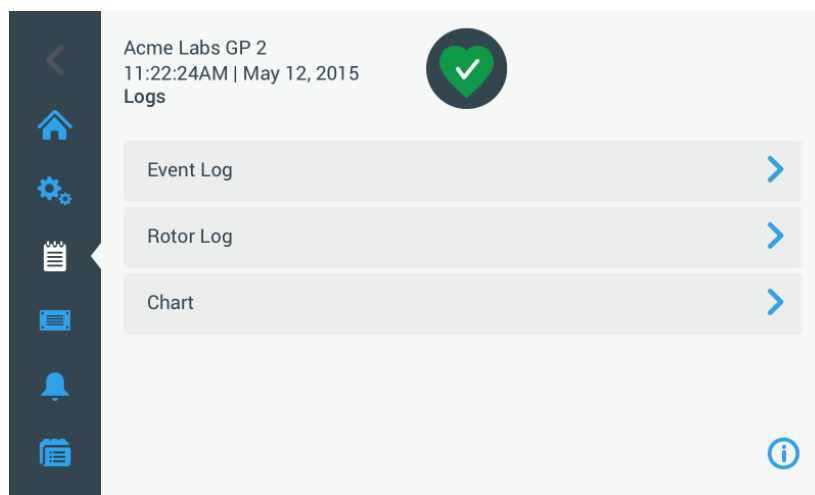 Acme Labs GP 2
11:22:24AM | May 12, 2015
Logs
Event Log
Rotor Log
Chart